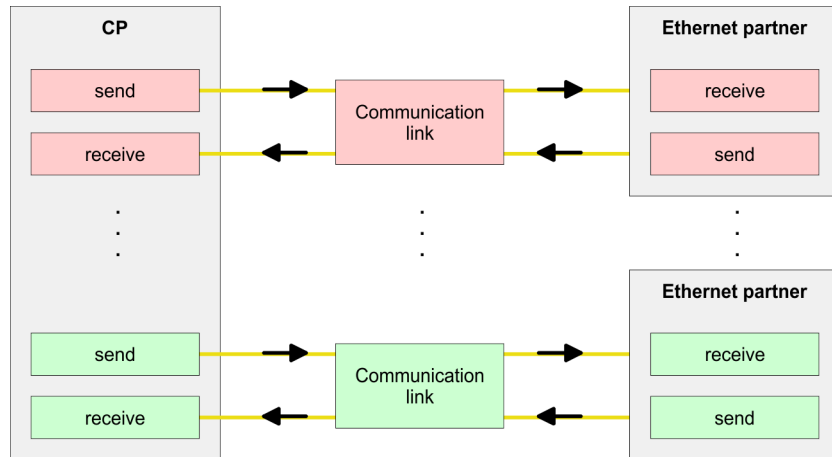 CP
Ethernet partner
send
Communication
link
receive
receive
send
Ethernet partner
send
Communication
link
receive
receive
send